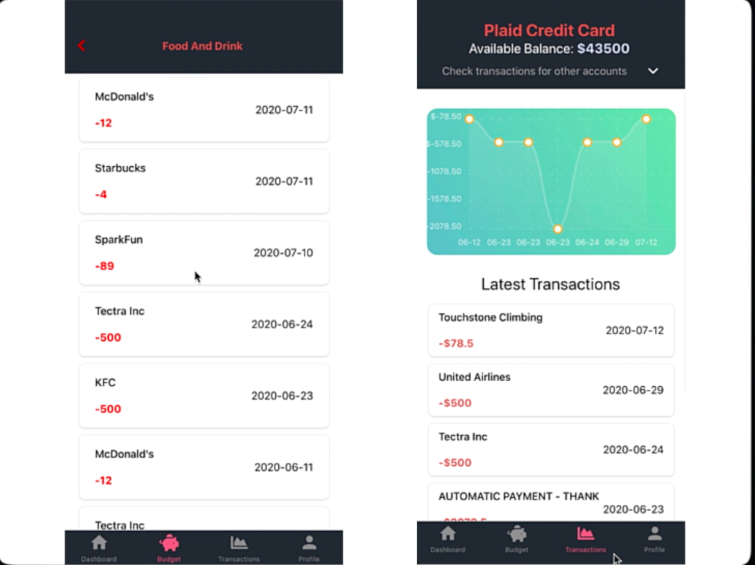 Food And Drink
McDonald's
2020-07-11
-12
Starbucks
2020-07-11
-4
SparkFun
2020-07-10
-89
Tectra Inc
2020-06-24
-500
KFC
2020-06-23
-500
McDonald's
2020-06-11
-12
Tectra Inc
Dashboard Budget Transactions Profile
Plaid Credit Card
Available Balance: $43500
Check transactions for other accounts
$-78.50
$-578.50
-1078.50
-1578.50
-2078.50
06-12 06-23 06-23 06-23 06-24 06-29 07-12
Latest Transactions
Touchstone Climbing
2020-07-12
-$78.5
United Airlines
2020-06-29
-$500
Tectra Inc
2020-06-24
-$500
AUTOMATIC PAYMENT - THANK
2020-06-23
Dashboard Budget Transactions Profile